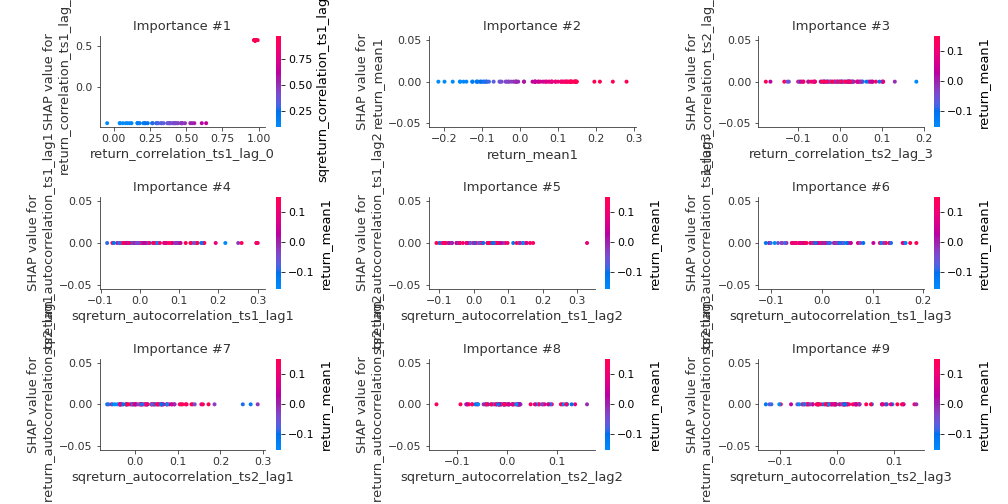 Importance #1
SHAP value for
return_correlation_ts1_lag_
0.5
0.0
0.00
0.25
0.50
0.75
1.00
return_correlation_ts1_lag_0
0.75
0.50
0.25
sqreturn_correlation_ts1_lag_
Importance #2
SHAP value for
return_mean1
0.05
0.00
−0.05
−0.2
−0.1
0.0
0.1
0.2
0.3
return_mean1
Importance #3
SHAP value for
return_correlation_ts2_lag_
0.05
0.00
−0.05
−0.1
0.0
0.1
0.2
return_correlation_ts2_lag_3
0.1
0.0
−0.1
return_mean1
Importance #4
SHAP value for
sqreturn_autocorrelation_ts1_lag1
0.05
0.00
−0.05
−0.1
0.0
0.1
0.2
0.3
sqreturn_autocorrelation_ts1_lag1
0.1
0.0
−0.1
return_mean1
Importance #5
SHAP value for
sqreturn_autocorrelation_ts1_lag2
0.05
0.00
−0.05
−0.1
0.0
0.1
0.2
0.3
sqreturn_autocorrelation_ts1_lag2
0.1
0.0
−0.1
return_mean1
Importance #6
SHAP value for
0.05
0.00
−0.05
−0.1
0.0
0.1
0.2
sqreturn_autocorrelation_ts1_lag3
0.1
0.0
−0.1
return_mean1
Importance #7
SHAP value for
0.05
0.00
−0.05
0.0
0.1
0.2
0.3
sqreturn_autocorrelation_ts2_lag1
0.1
0.0
−0.1
return_mean1
Importance #8
SHAP value for
0.05
0.00
−0.05
−0.1
0.0
0.1
sqreturn_autocorrelation_ts2_lag2
0.1
0.0
−0.1
return_mean1
Importance #9
SHAP value for
0.05
0.00
−0.05
−0.1
0.0
0.1
sqreturn_autocorrelation_ts2_lag3
0.1
0.0
−0.1
return_mean1